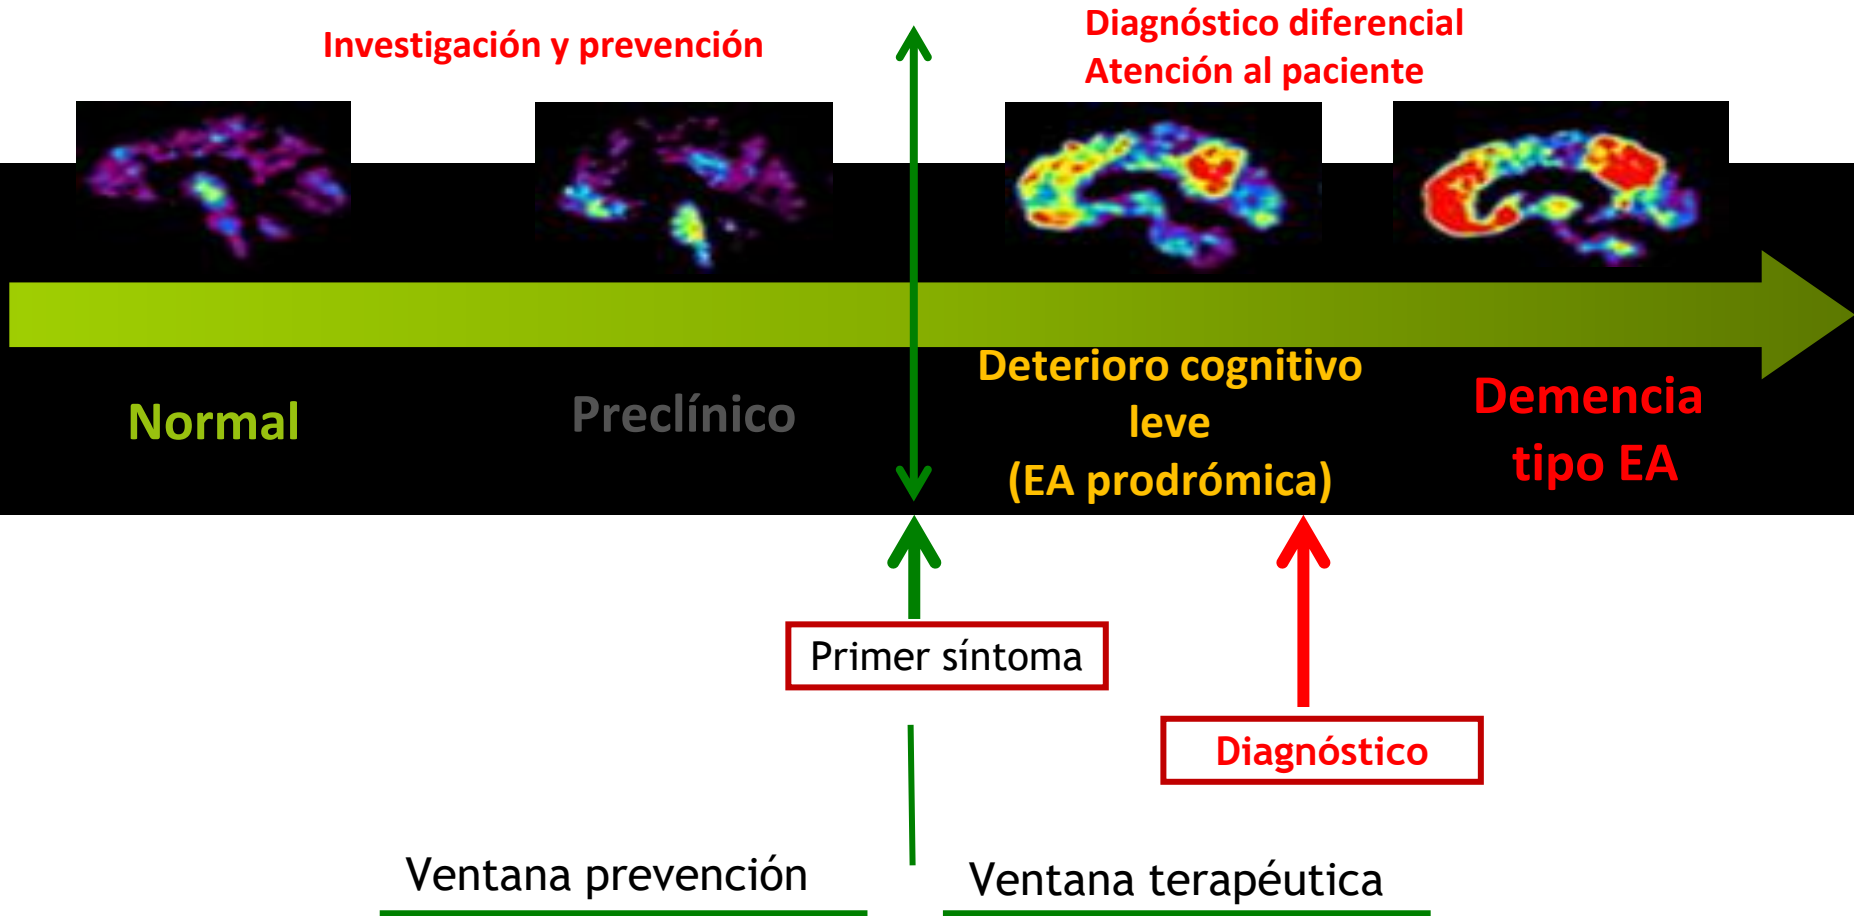 Investigación y prevención
Diagnóstico diferencial
Atención al paciente
Normal
Preclínico
Deterioro cognitivo
leve
(EA prodrómica)
Demencia
tipo EA
Primer síntoma
Diagnóstico
Ventana prevención
Ventana terapéutica